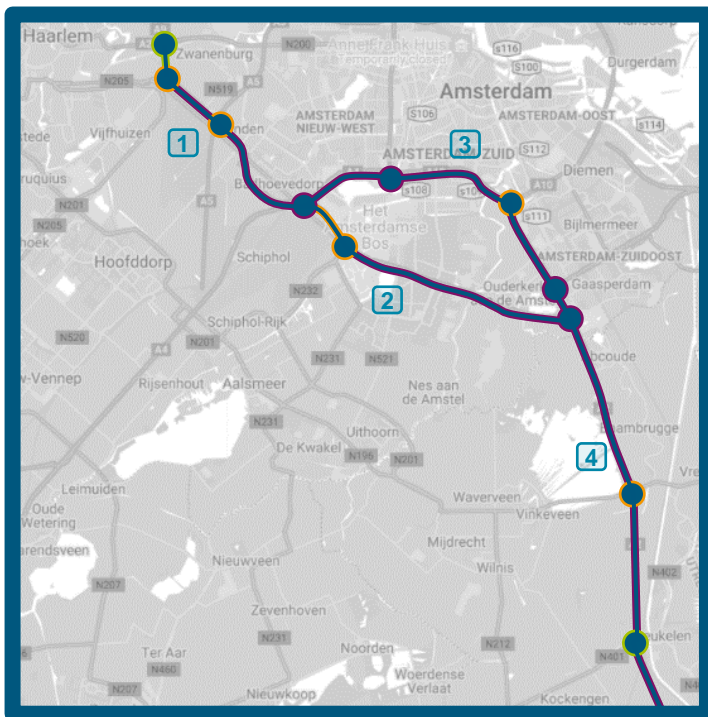 Haarlem
A9
Zwanenburg
N200
Anne Frank Huis
Temporarily closed
s116
S100
Durgerdam
N205
N519
A5
Amsterdam
AMSTERDAM
NIEUW-WEST
S106
AMSTERDAM-OOST
s114
Vijfhuizen
1
3
AMSTERDAM-ZUID
S112
Diemen
s108
A10
N201
N205
A5
Het
Amsterdamse
Bos
s111
Bijlmermeer
Hoofddorp
Schiphol
AMSTERDAM-ZUIDOOST
N232
2
Gaasperdam
Schiphol-Rijk
N520
N201
A4
N231
N521
Rijsenhout
Aalsmeer
Nes aan
de Amstel
N231
Uithoorn
De Kwakel
N196
N201
4
Leimuiden
Waverveen
Vinkeveen
Oude
Wetering
Mijdrecht
Nieuwveen
Wilnis
N402
N207
Zevenhoven
N231
N212
Ter Aar
Noorden
N401
N460
N207
Woerdense
Verlaat
Nieuwkoop
Kockengen